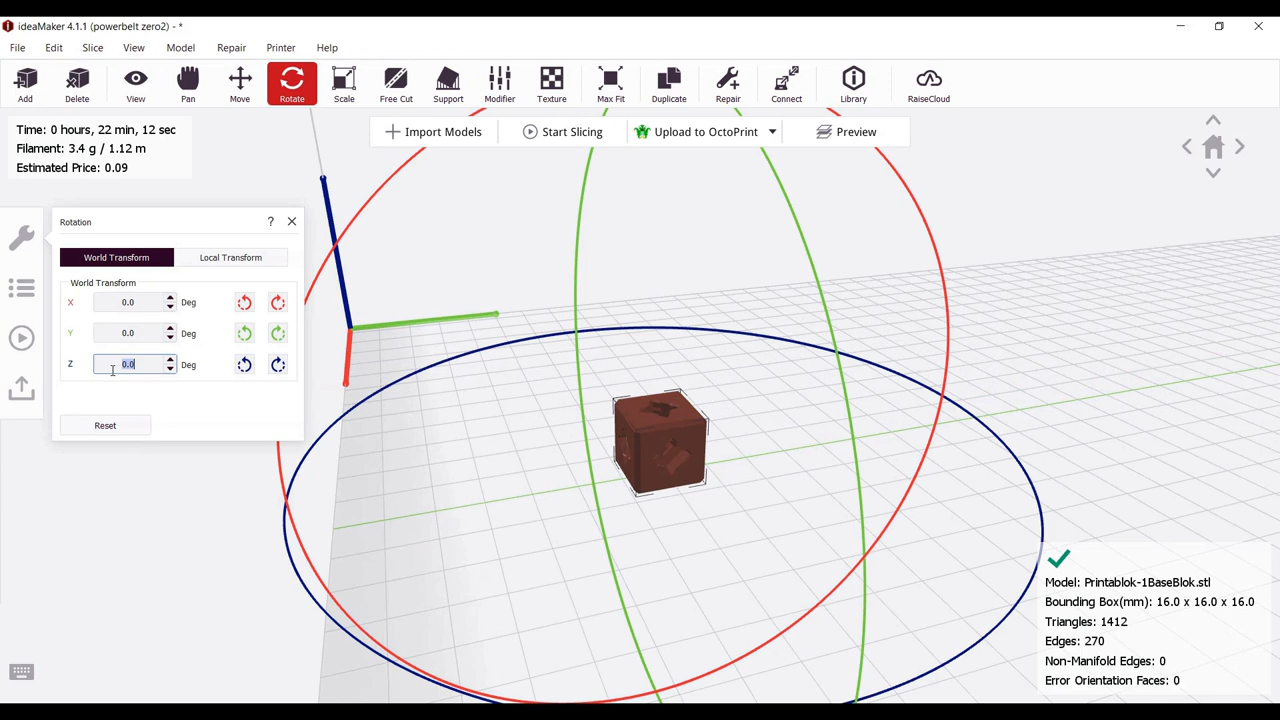 ideaMaker 4.1.1 (powerbelt zero2) - *
File Edit Slice View Model Repair Printer Help
Add Delete View Pan Move Rotate Scale Free Cut Support Modifier Texture Max Fit Duplicate Repair Connect Library RaiseCloud
Time: 0 hours, 22 min, 12 sec
Filament: 3.4 g / 1.12 m
Estimated Price: 0.09
Import Models Start Slicing Upload to OctoPrint Preview
Rotation ?
World Transform Local Transform
World Transform
X 0.0 Deg
Y 0.0 Deg
Z 0.0 Deg
Reset
Model: Printablok-1BaseBlok.stl
Bounding Box(mm): 16.0 x 16.0 x 16.0
Triangles: 1412
Edges: 270
Non-Manifold Edges: 0
Error Orientation Faces: 0